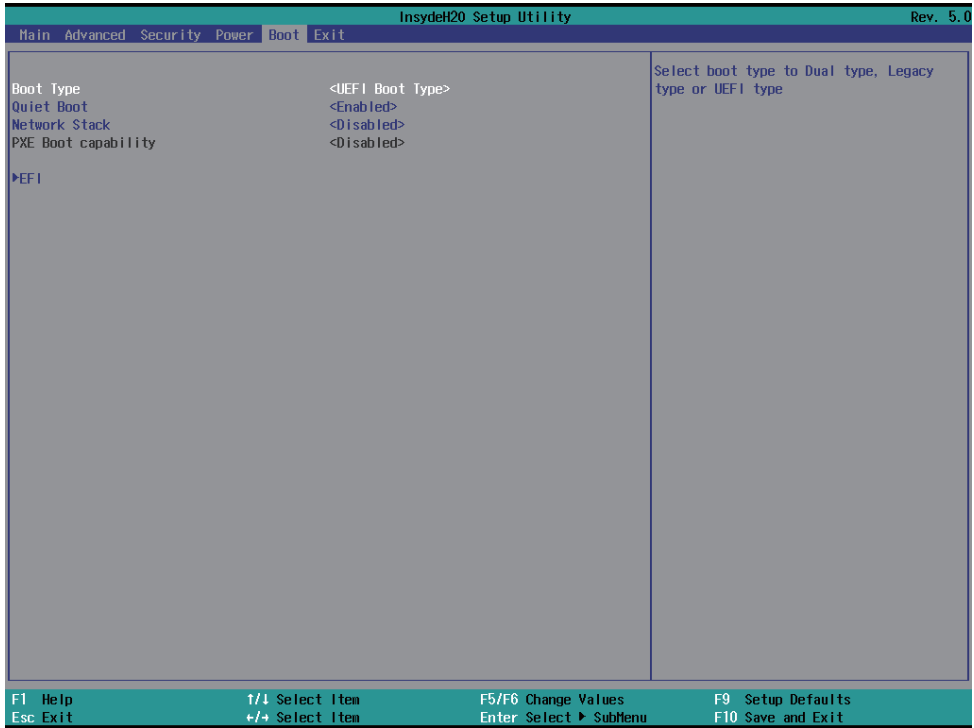 InsydeH20 Setup Utility Rev. 5.0
Main Advanced Security Power Boot Exit
Boot Type <UEFI Boot Type>
Quiet Boot <Enabled>
Network Stack <Disabled>
PXE Boot capability <Disabled>
▶EFI
Select boot type to Dual type, Legacy
type or UEFI type
F1 Help ↑/↓ Select Item F5/F6 Change Values F9 Setup Defaults
Esc Exit ←/→ Select Item Enter Select ▶ SubMenu F10 Save and Exit